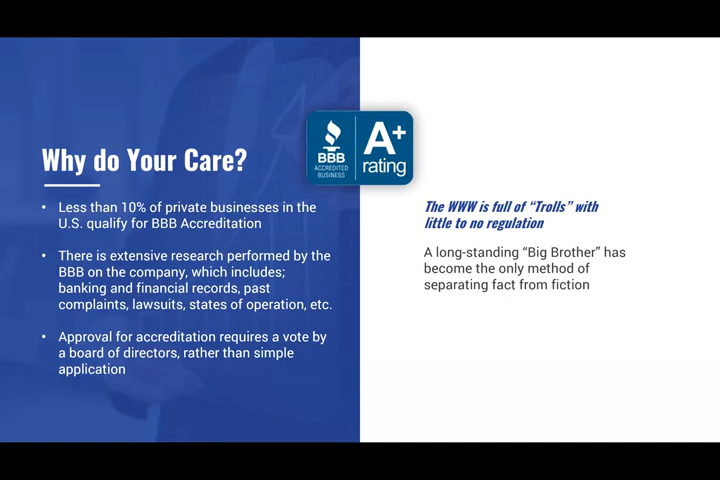 Why do Your Care?
• Less than 10% of private businesses in the
U.S. qualify for BBB Accreditation
• There is extensive research performed by the
BBB on the company, which includes;
banking and financial records, past
complaints, lawsuits, states of operation, etc.
• Approval for accreditation requires a vote by
a board of directors, rather than simple
application
BBB
ACCREDITED
BUSINESS
A+
rating
The WWW is full of “Trolls” with
little to no regulation
A long-standing “Big Brother” has
become the only method of
separating fact from fiction